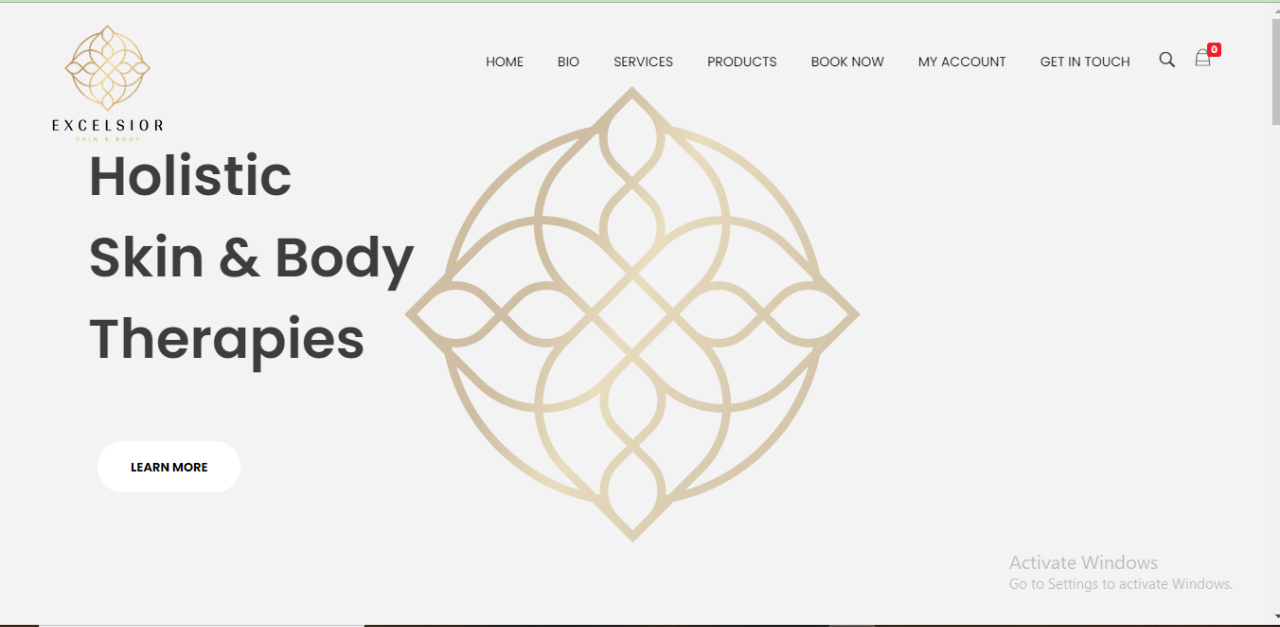 HOME BIO SERVICES PRODUCTS BOOK NOW MY ACCOUNT GET IN TOUCH 0
EXCELSIOR
SKIN & BODY
Holistic
Skin & Body
Therapies
LEARN MORE
Activate Windows
Go to Settings to activate Windows.